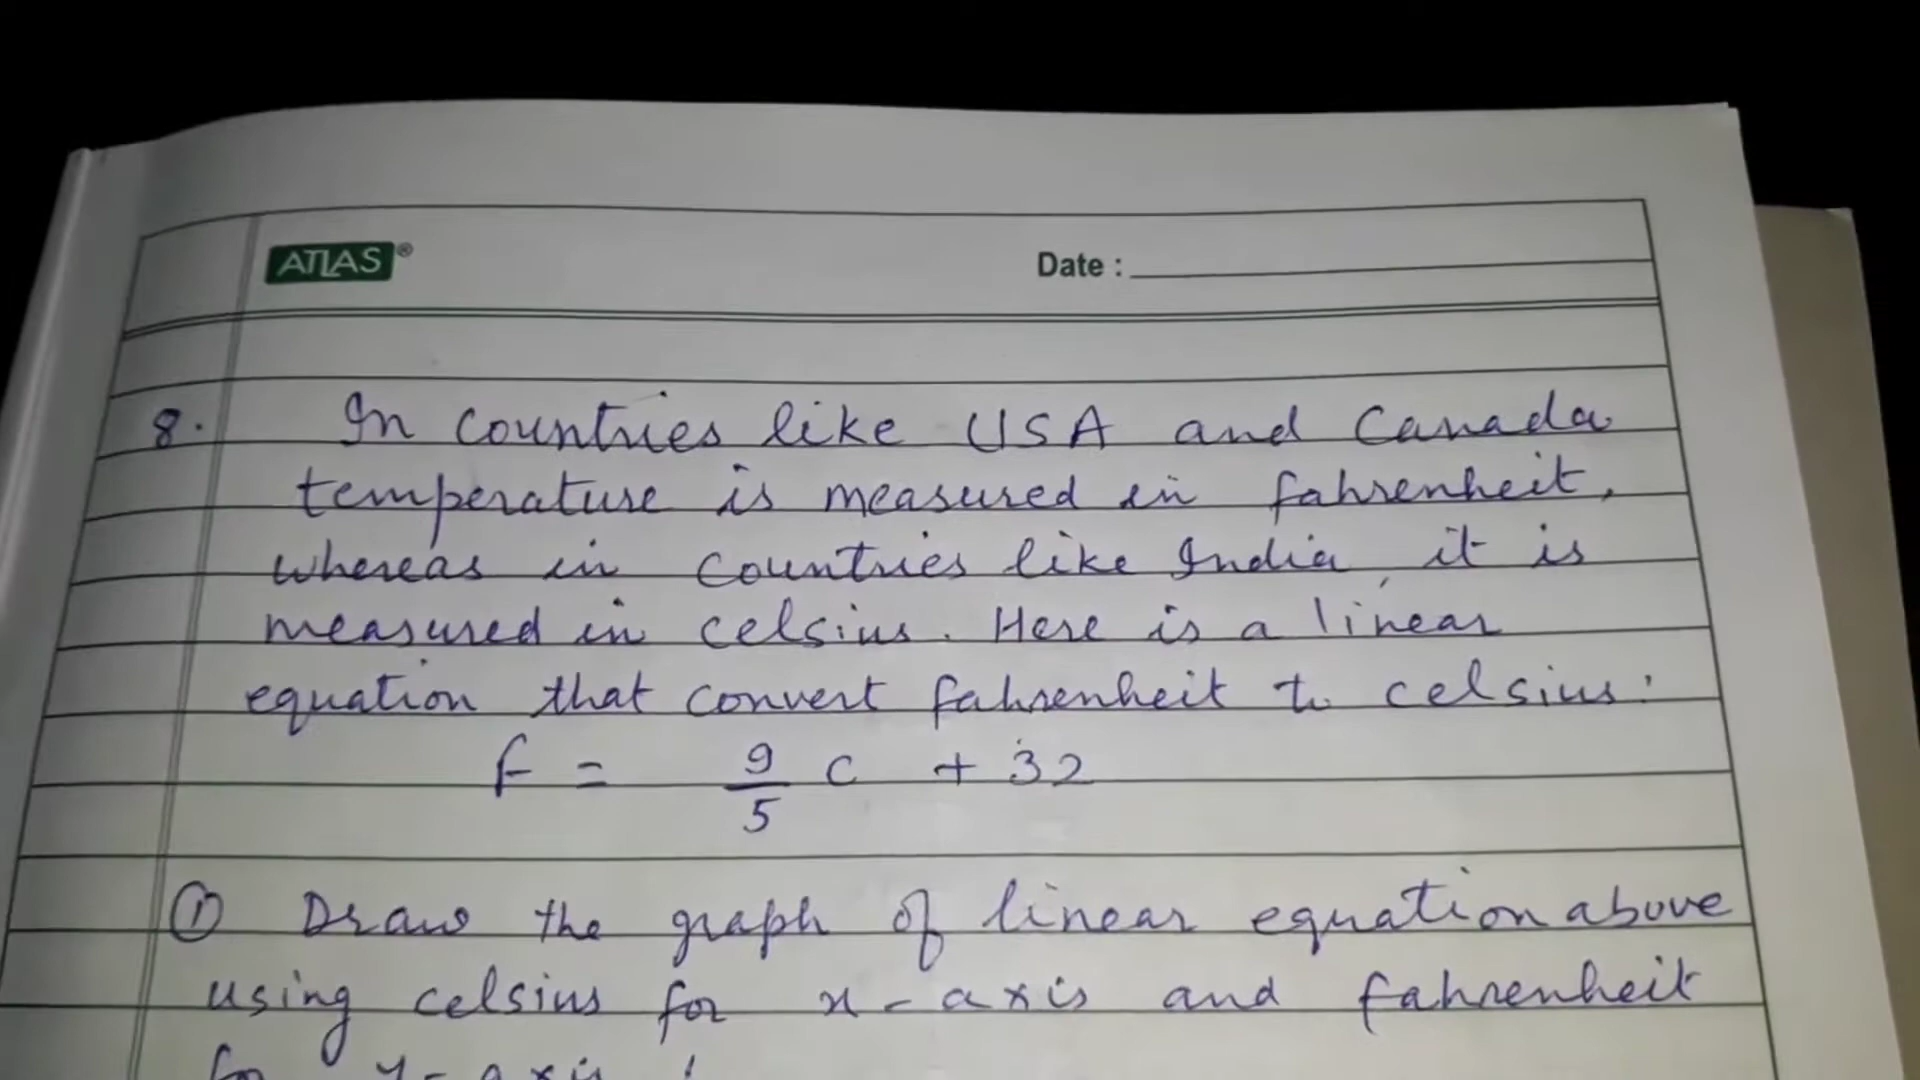 ATLAS®
Date :
8. In countries like USA and Canada
temperature is measured in fahrenheit,
whereas in countries like India, it is
measured in celsius. Here is a linear
equation that convert fahrenheit to celsius:
F = 9/5 C + 32
① Draw the graph of linear equation above
using celsius for x-axis and fahrenheit
for y-axis